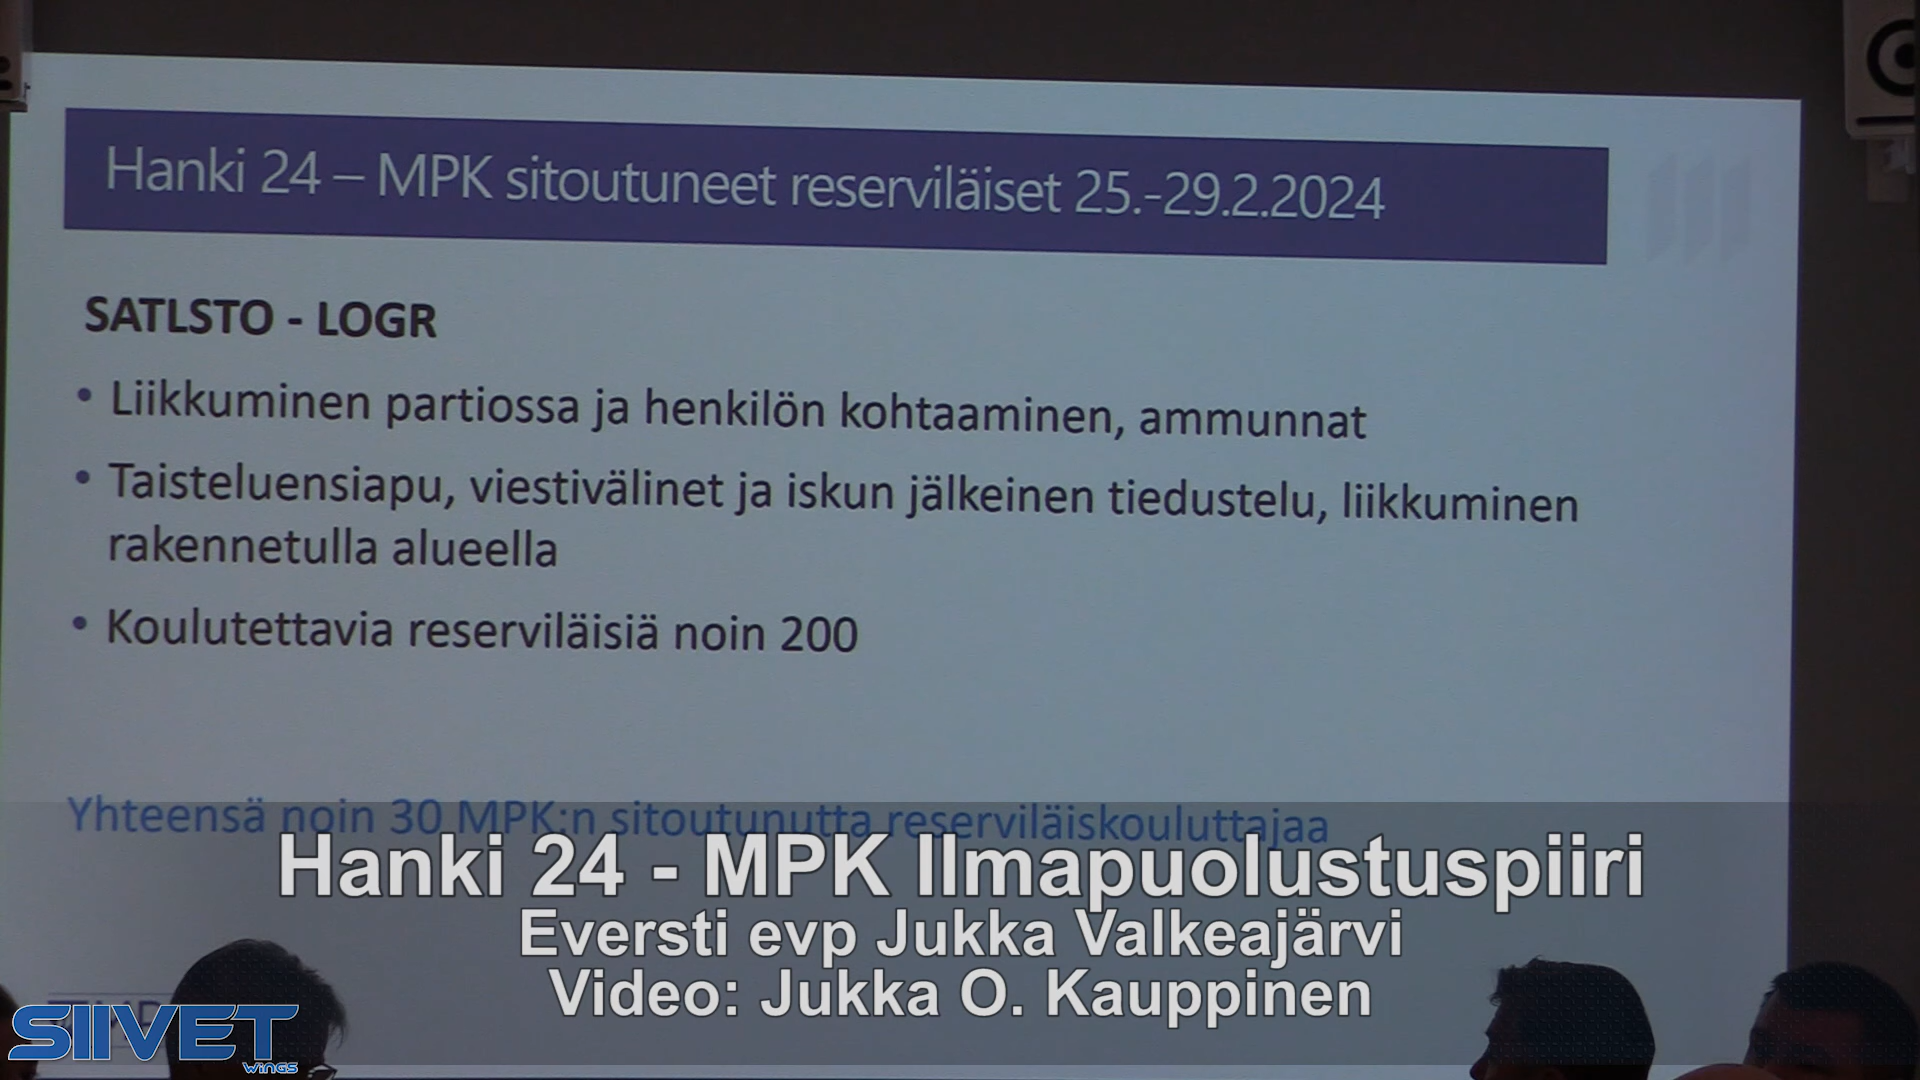 Hanki 24 – MPK sitoutuneet reserviläiset 25.-29.2.2024
SATLSTO - LOGR
• Liikkuminen partiossa ja henkilön kohtaaminen, ammunnat
• Taisteluensiapu, viestivälinet ja iskun jälkeinen tiedustelu, liikkuminen
rakennetulla alueella
• Koulutettavia reserviläisiä noin 200
Yhteensä noin 30 MPK:n sitoutunutta reserviläiskouluttajaa
Hanki 24 - MPK Ilmapuolustuspiiri
Eversti evp Jukka Valkeajärvi
Video: Jukka O. Kauppinen
SIIVET
WINGS